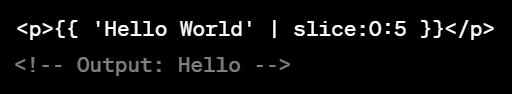 <p>{{ 'Hello World' | slice:0:5 }}</p>
<!-- Output: Hello -->